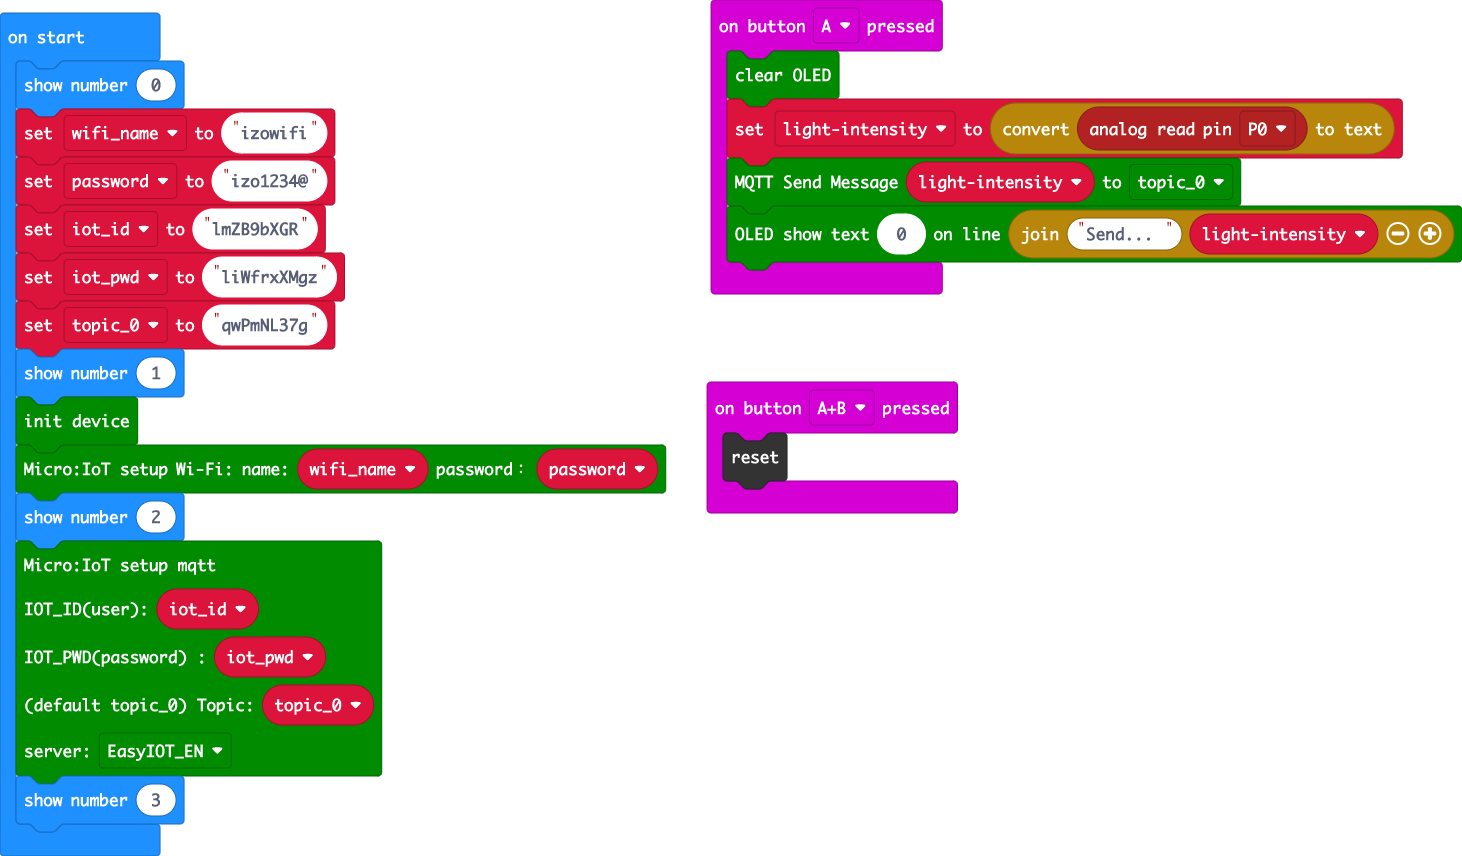 on start
show number 0
set wifi_name to "izowifi"
set password to "izo1234@"
set iot_id to "lmZB9bXGR"
set iot_pwd to "liWfrxXMgz"
set topic_0 to "qwPmNL37g"
show number 1
init device
Micro:IoT setup Wi-Fi: name: wifi_name password: password
show number 2
Micro:IoT setup mqtt
IOT_ID(user): iot_id
IOT_PWD(password) : iot_pwd
(default topic_0) Topic: topic_0
server: EasyIOT_EN
show number 3
on button A pressed
clear OLED
set light-intensity to convert analog read pin P0 to text
MQTT Send Message light-intensity to topic_0
OLED show text 0 on line join "Send... " light-intensity
on button A+B pressed
reset